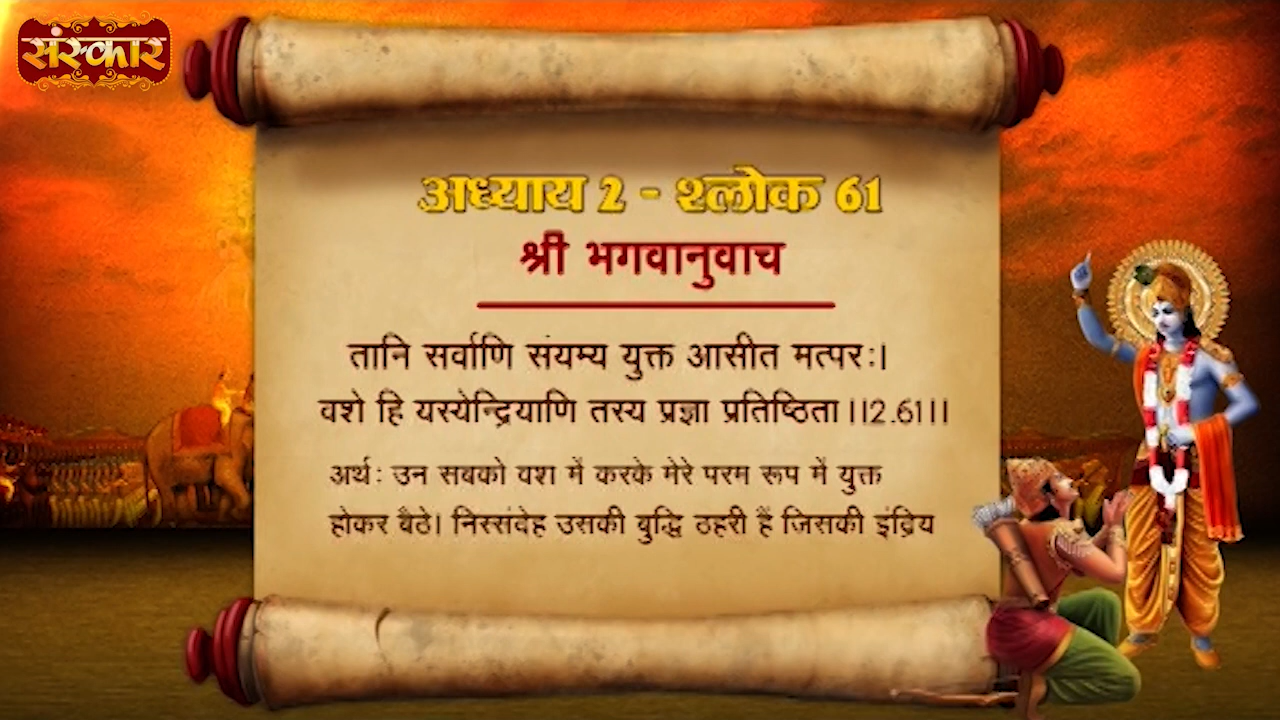 संस्कार
अध्याय 2 - श्लोक 61
श्री भगवानुवाच
तानि सर्वाणि संयम्य युक्त आसीत मत्परः।
वशे हि यस्येन्द्रियाणि तस्य प्रज्ञा प्रतिष्ठिता ।।2.61।।
अर्थः उन सबको वश में करके मेरे परम रूप में युक्त
होकर बैठे। निस्संदेह उसकी बुद्धि ठहरी हैं जिसकी इंद्रिय